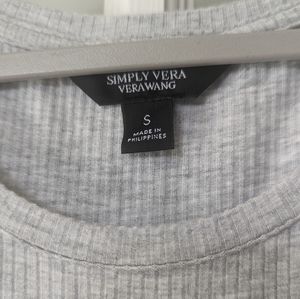 SIMPLY VERA
VERAWANG
S
MADE IN
PHILIPPINES